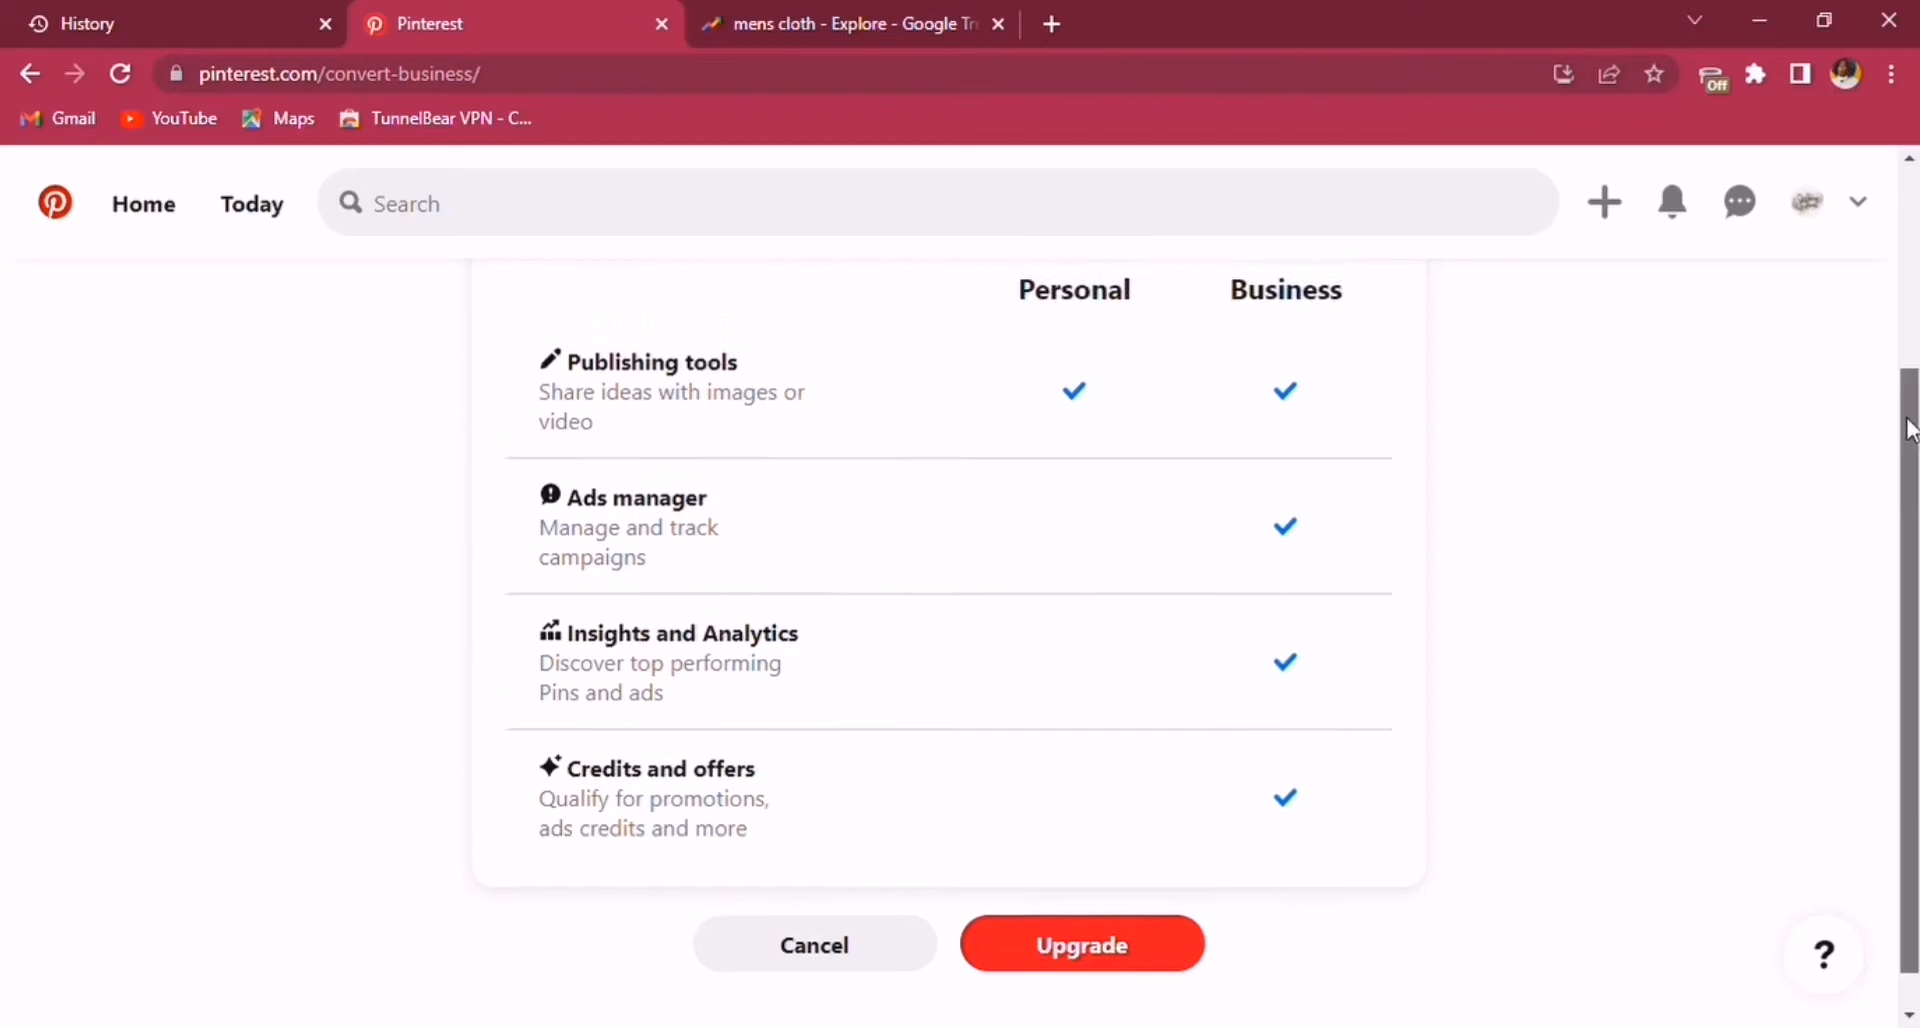 History
Pinterest
mens cloth - Explore - Google Tr
pinterest.com/convert-business/
Off
Gmail
YouTube
Maps
TunnelBear VPN - C...
Home
Today
Search
Personal
Business
Publishing tools
Share ideas with images or
video
Ads manager
Manage and track
campaigns
Insights and Analytics
Discover top performing
Pins and ads
Credits and offers
Qualify for promotions,
ads credits and more
Cancel
Upgrade
?